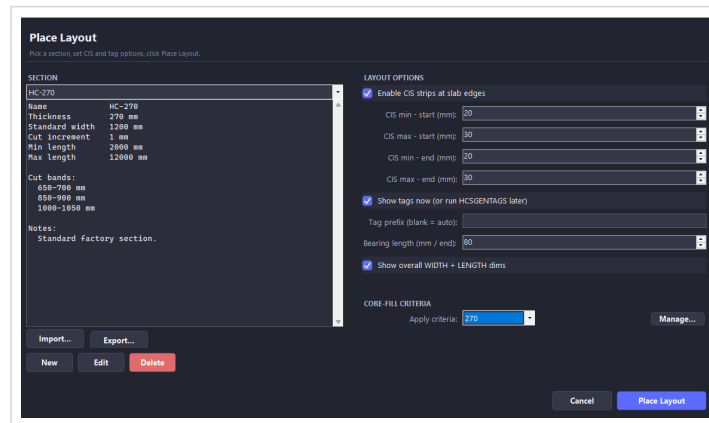 Place Layout
Pick a section, set CIS and tag options, click Place Layout.
SECTION
HC-270
Name HC-270
Thickness 270 mm
Standard width 1200 mm
Cut increment 1 mm
Min length 2000 mm
Max length 12000 mm
Cut bands:
650-700 mm
850-900 mm
1000-1050 mm
Notes:
Standard factory section.
Import...
Export...
New
Edit
Delete
LAYOUT OPTIONS
Enable CIS strips at slab edges
CIS min - start (mm): 20
CIS max - start (mm): 30
CIS min - end (mm): 20
CIS max - end (mm): 30
Show tags now (or run HCSGENTAGS later)
Tag prefix (blank = auto):
Bearing length (mm / end): 80
Show overall WIDTH + LENGTH dims
CORE-FILL CRITERIA
Apply criteria: 270
Manage...
Cancel
Place Layout